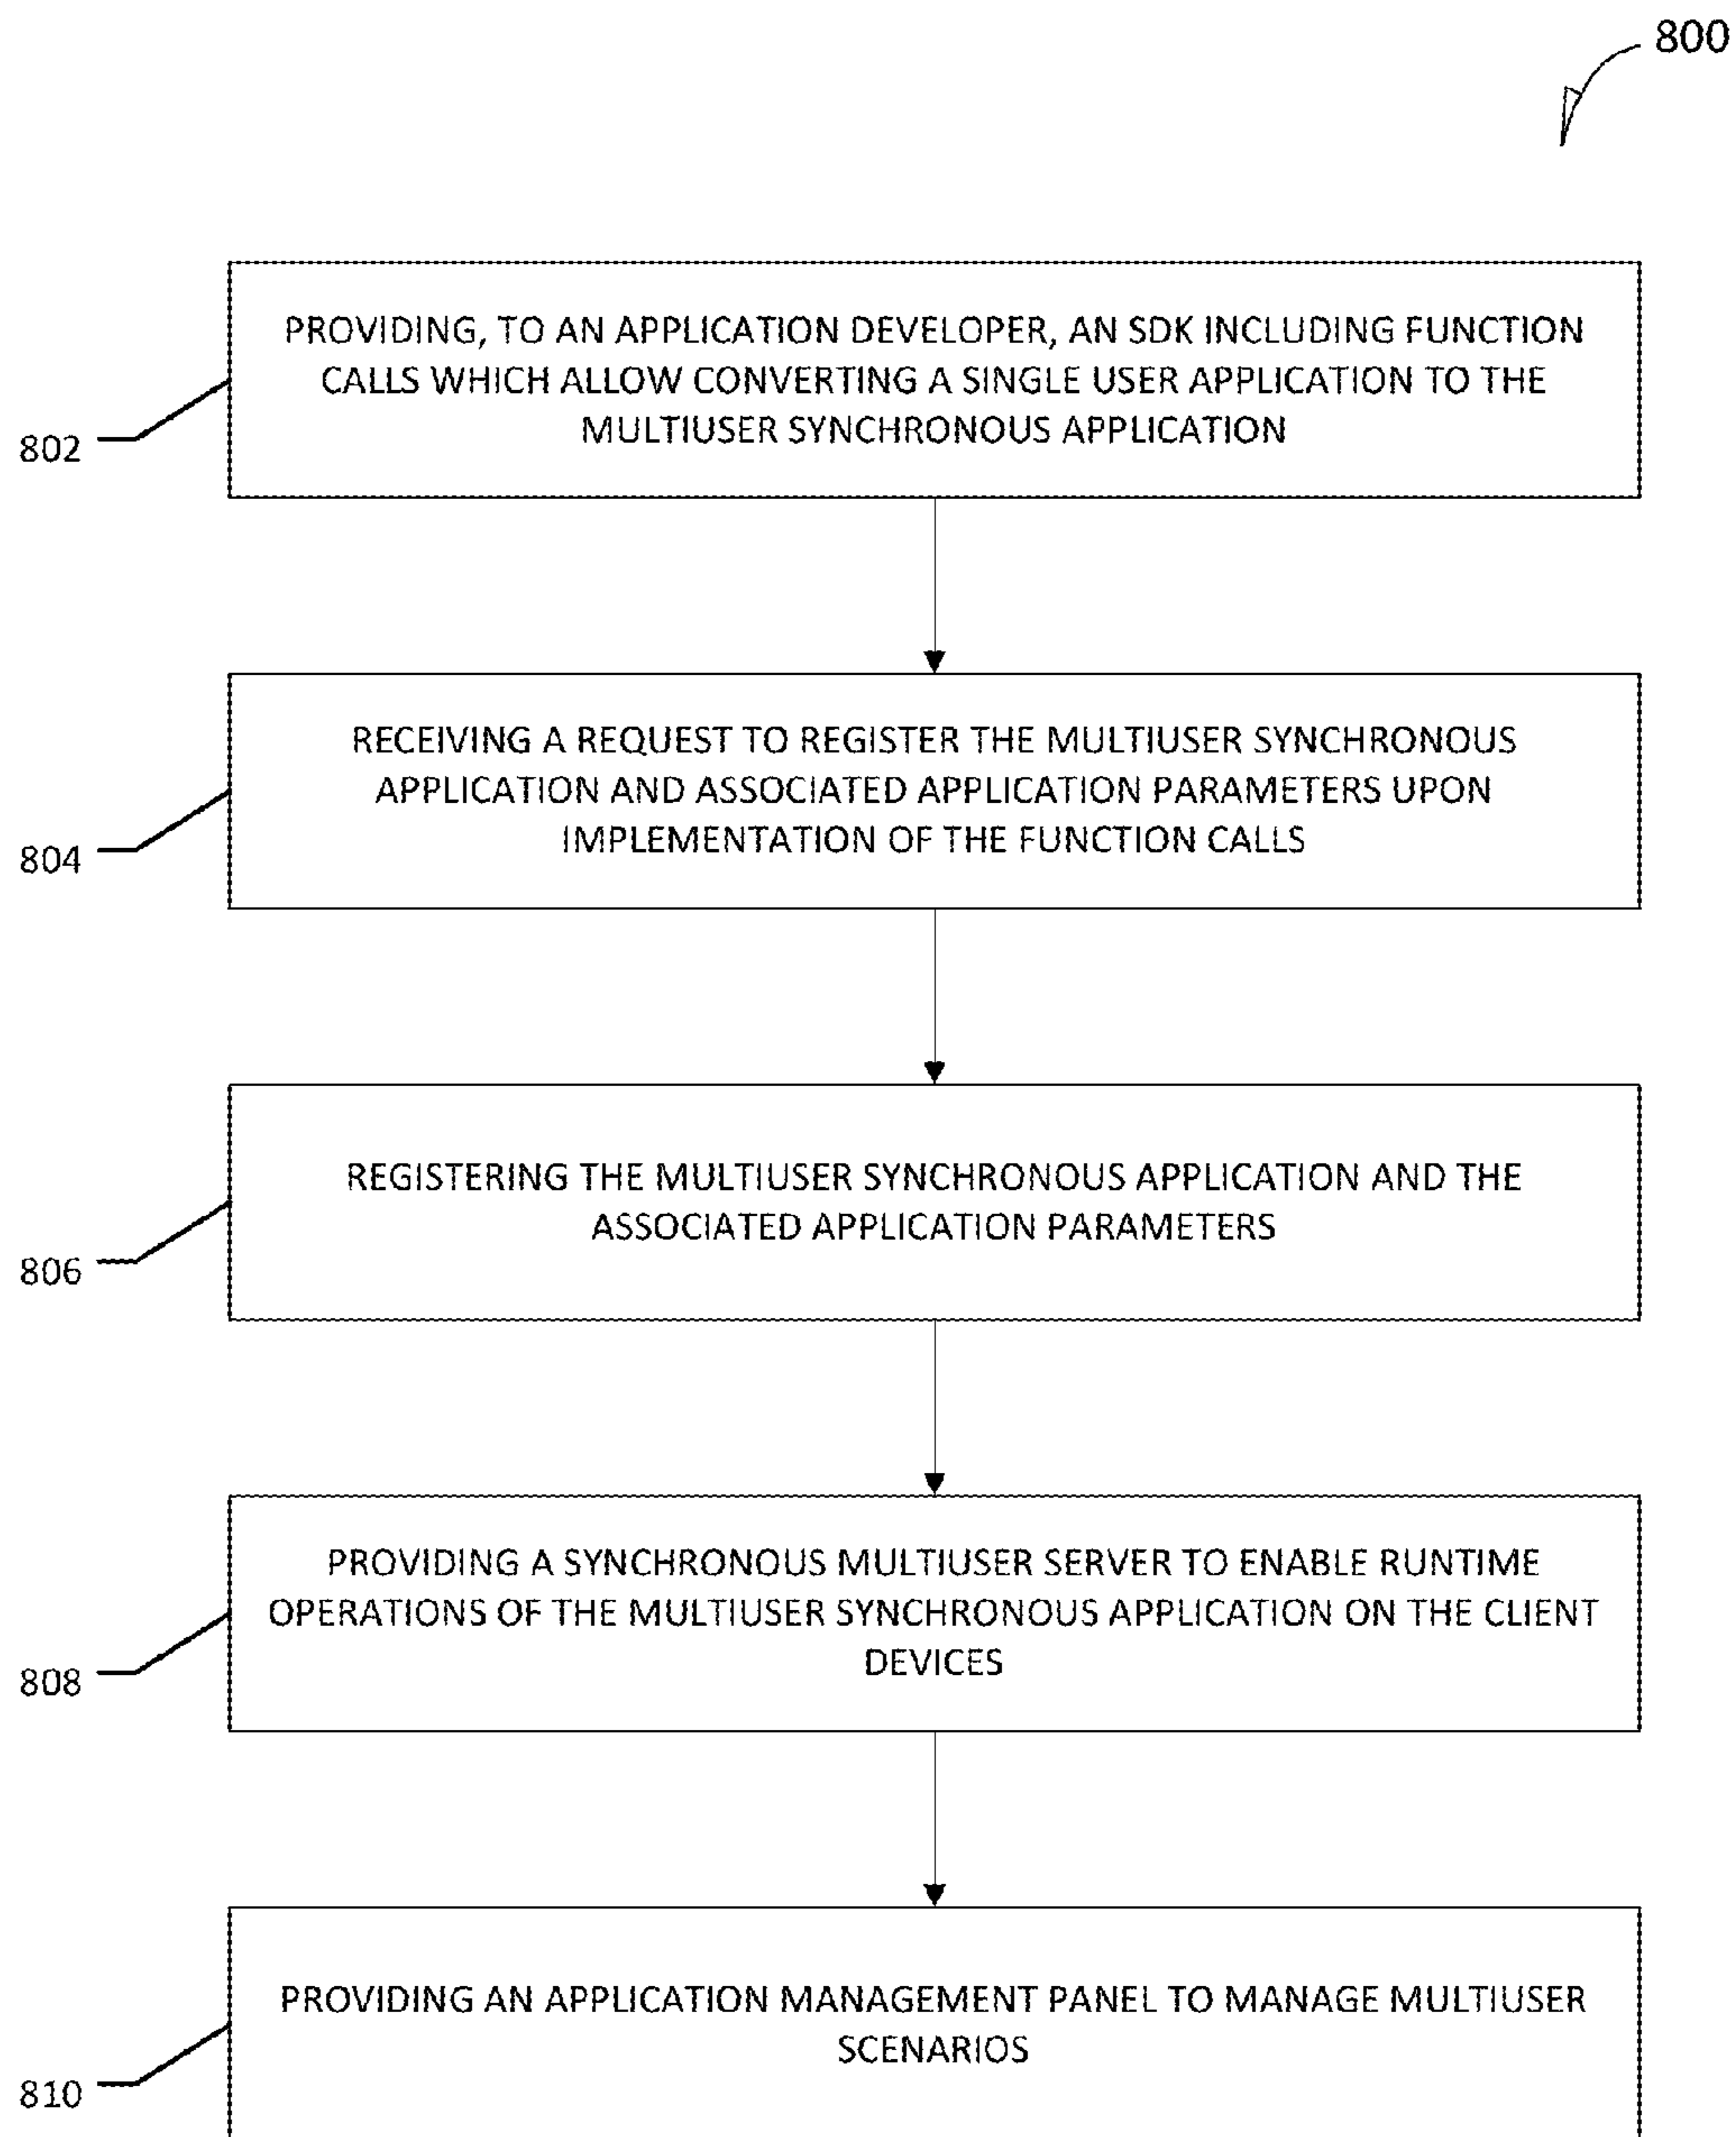 800
PROVIDING, TO AN APPLICATION DEVELOPER, AN SDK INCLUDING FUNCTION
CALLS WHICH ALLOW CONVERTING A SINGLE USER APPLICATION TO THE
MULTIUSER SYNCHRONOUS APPLICATION
802
RECEIVING A REQUEST TO REGISTER THE MULTIUSER SYNCHRONOUS
APPLICATION AND ASSOCIATED APPLICATION PARAMETERS UPON
IMPLEMENTATION OF THE FUNCTION CALLS
804
REGISTERING THE MULTIUSER SYNCHRONOUS APPLICATION AND THE
ASSOCIATED APPLICATION PARAMETERS
806
PROVIDING A SYNCHRONOUS MULTIUSER SERVER TO ENABLE RUNTIME
OPERATIONS OF THE MULTIUSER SYNCHRONOUS APPLICATION ON THE CLIENT
DEVICES
808
PROVIDING AN APPLICATION MANAGEMENT PANEL TO MANAGE MULTIUSER
SCENARIOS
810